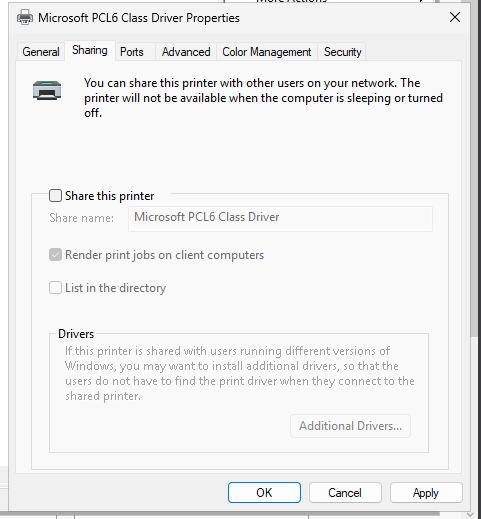 More Actions
Microsoft PCL6 Class Driver Properties
General Sharing Ports Advanced Color Management Security
You can share this printer with other users on your network. The
printer will not be available when the computer is sleeping or turned
off.
Share this printer
Share name: Microsoft PCL6 Class Driver
Render print jobs on client computers
List in the directory
Drivers
If this printer is shared with users running different versions of
Windows, you may want to install additional drivers, so that the
users do not have to find the print driver when they connect to the
shared printer.
Additional Drivers...
OK Cancel Apply